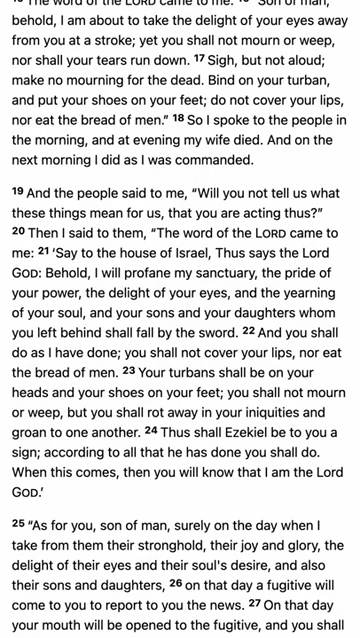 15 The word of the LORD came to me: 16 "Son of man,
behold, I am about to take the delight of your eyes away
from you at a stroke; yet you shall not mourn or weep,
nor shall your tears run down. 17 Sigh, but not aloud;
make no mourning for the dead. Bind on your turban,
and put your shoes on your feet; do not cover your lips,
nor eat the bread of men." 18 So I spoke to the people in
the morning, and at evening my wife died. And on the
next morning I did as I was commanded.
19 And the people said to me, "Will you not tell us what
these things mean for us, that you are acting thus?"
20 Then I said to them, "The word of the LORD came to
me: 21 'Say to the house of Israel, Thus says the Lord
GOD: Behold, I will profane my sanctuary, the pride of
your power, the delight of your eyes, and the yearning
of your soul, and your sons and your daughters whom
you left behind shall fall by the sword. 22 And you shall
do as I have done; you shall not cover your lips, nor eat
the bread of men. 23 Your turbans shall be on your
heads and your shoes on your feet; you shall not mourn
or weep, but you shall rot away in your iniquities and
groan to one another. 24 Thus shall Ezekiel be to you a
sign; according to all that he has done you shall do.
When this comes, then you will know that I am the Lord
GOD.'
25 "As for you, son of man, surely on the day when I
take from them their stronghold, their joy and glory, the
delight of their eyes and their soul's desire, and also
their sons and daughters, 26 on that day a fugitive will
come to you to report to you the news. 27 On that day
your mouth will be opened to the fugitive, and you shall